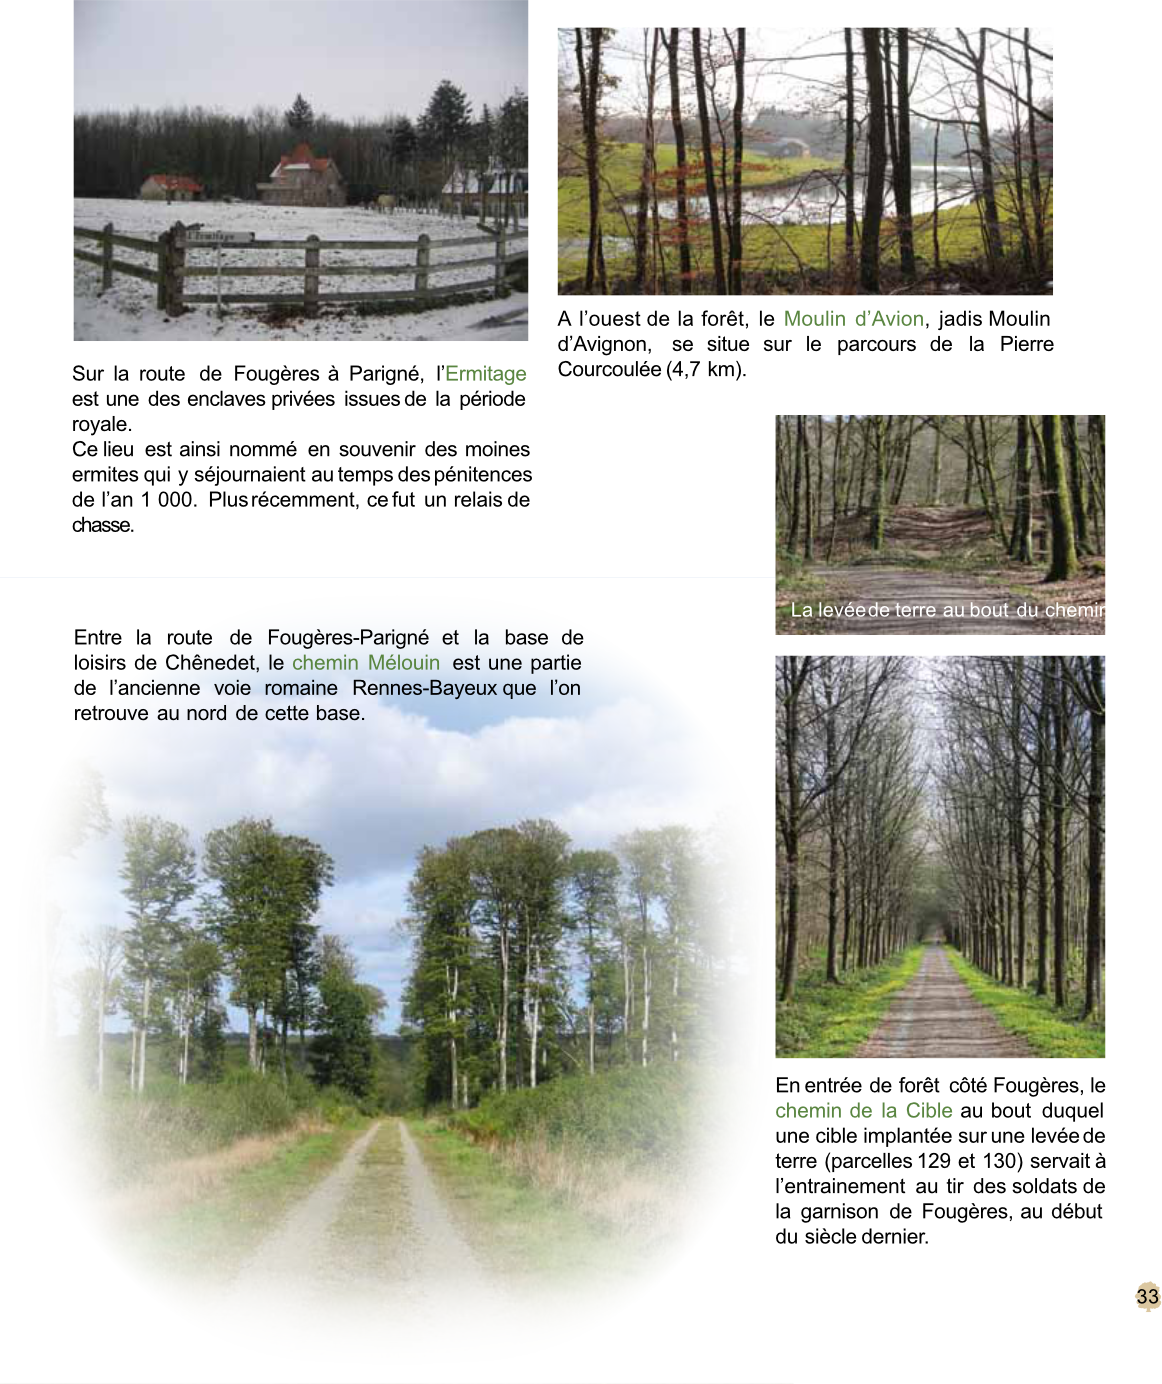 l'Ermitage
Sur la route de Fougères à Parigné, l’Ermitage
est une des enclaves privées issues de la période
royale.
Ce lieu est ainsi nommé en souvenir des moines
ermites qui y séjournaient au temps des pénitences
de l’an 1 000. Plus récemment, ce fut un relais de
chasse.
A l’ouest de la forêt, le Moulin d’Avion, jadis Moulin
d’Avignon, se situe sur le parcours de la Pierre
Courcoulée (4,7 km).
La levée de terre au bout du chemin
Entre la route de Fougères-Parigné et la base de
loisirs de Chênedet, le chemin Mélouin est une partie
de l’ancienne voie romaine Rennes-Bayeux que l’on
retrouve au nord de cette base.
En entrée de forêt côté Fougères, le
chemin de la Cible au bout duquel
une cible implantée sur une levée de
terre (parcelles 129 et 130) servait à
l’entrainement au tir des soldats de
la garnison de Fougères, au début
du siècle dernier.
33